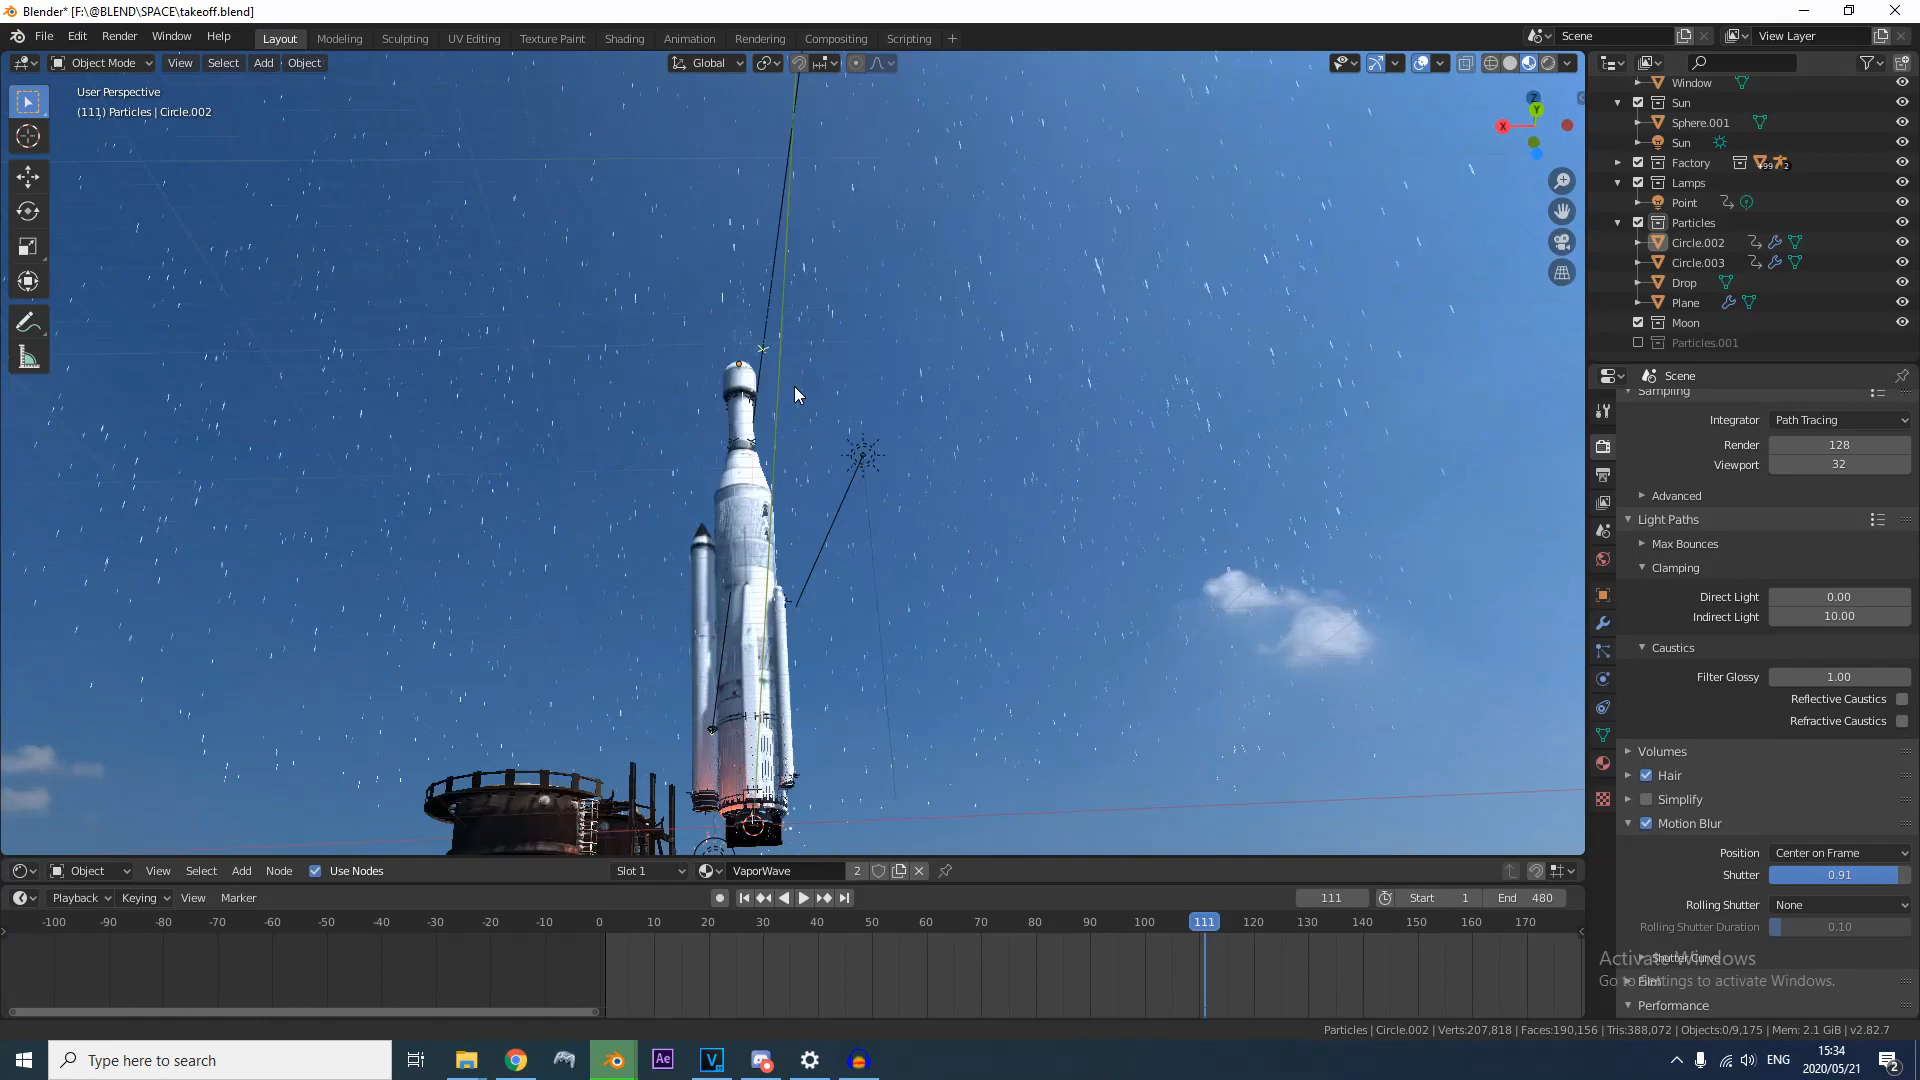 Blender* [F:\@BLEND\SPACE\takeoff.blend]
File Edit Render Window Help
Layout Modeling Sculpting UV Editing Texture Paint Shading Animation Rendering Compositing Scripting
Scene
View Layer
Object Mode View Select Add Object
Global
User Perspective
(111) Particles | Circle.002
Z
Y
X
Window
Sun
Sphere.001
Sun
Factory
Lamps
Point
Particles
Circle.002
Circle.003
Drop
Plane
Moon
Particles.001
Scene
Sampling
Integrator Path Tracing
Render 128
Viewport 32
Advanced
Light Paths
Max Bounces
Clamping
Direct Light 0.00
Indirect Light 10.00
Caustics
Filter Glossy 1.00
Reflective Caustics
Refractive Caustics
Volumes
Hair
Simplify
Motion Blur
Position Center on Frame
Shutter 0.91
Rolling Shutter None
Rolling Shutter Duration 0.10
Shutter Curve
Film
Performance
Activate Windows
Go to Settings to activate Windows.
Object View Select Add Node Use Nodes Slot 1 VaporWave 2
Playback Keying View Marker 111 Start 1 End 480
-100 -90 -80 -70 -60 -50 -40 -30 -20 -10 0 10 20 30 40 50 60 70 80 90 100 111 120 130 140 150 160 170
Particles | Circle.002 | Verts:207,818 | Faces:190,156 | Tris:388,072 | Objects:0/9,175 | Mem: 2.1 GiB | v2.82.7
Type here to search
Ae
V
ENG
15:34
2020/05/21
2